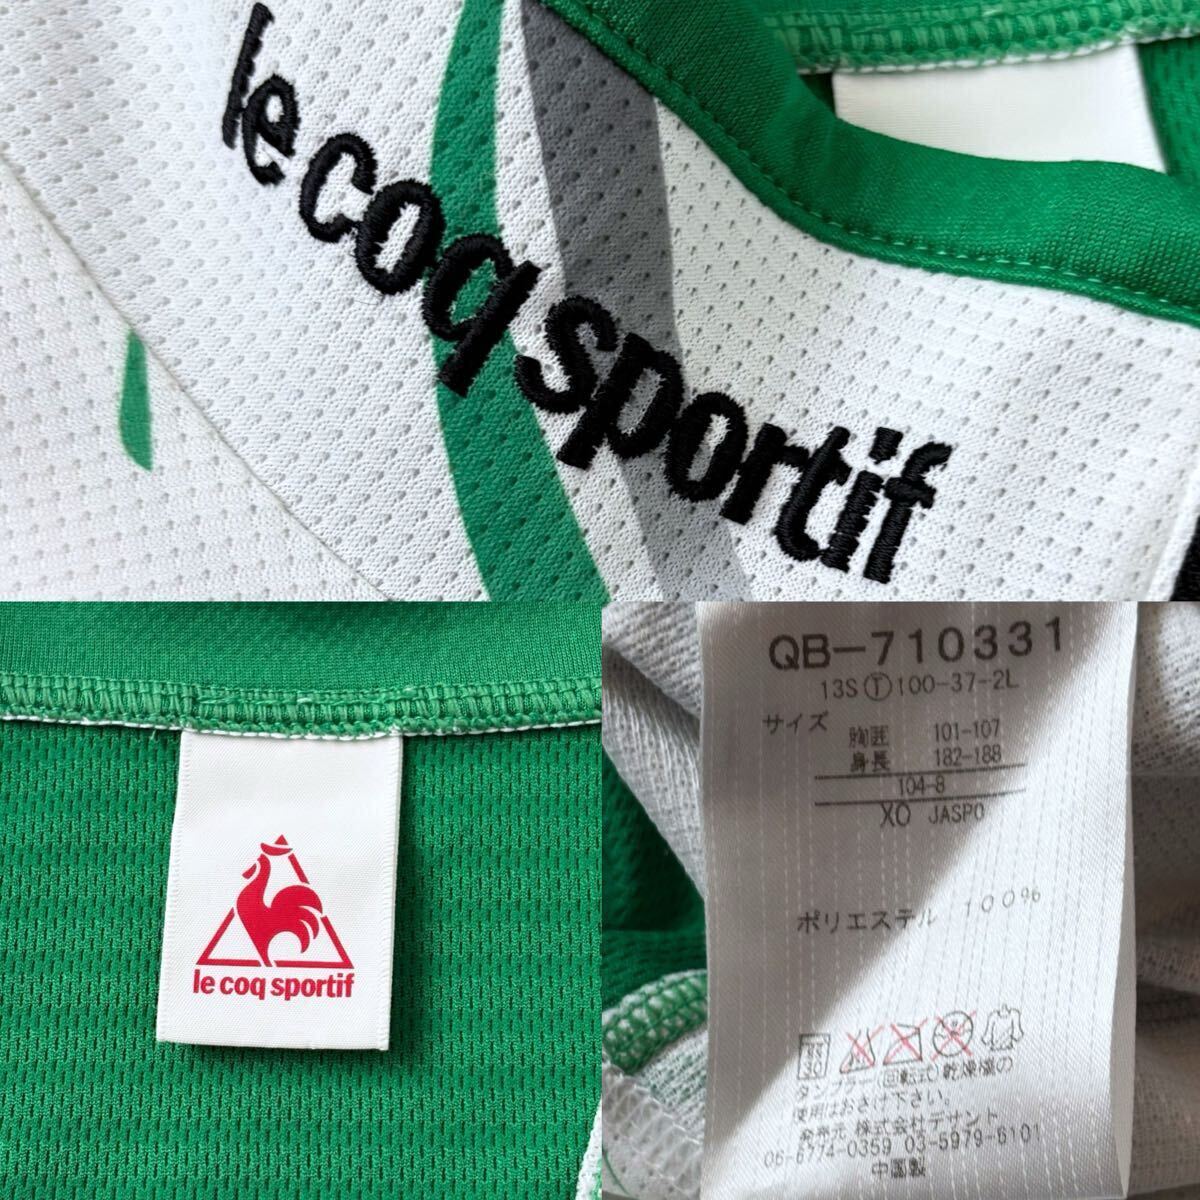 le coq sportif
le coq sportif
QB-710331
13S Ⓣ 100-37-2L
サイズ
胸囲 101-107
身長 182-188
104-8
XO JASPO
ポリエステル 100%
タンブラー(回転式)乾燥機の
使用はおさけ下さい。
発売元 株式会社デサント
06-6774-0359 03-5979-6101
中国製